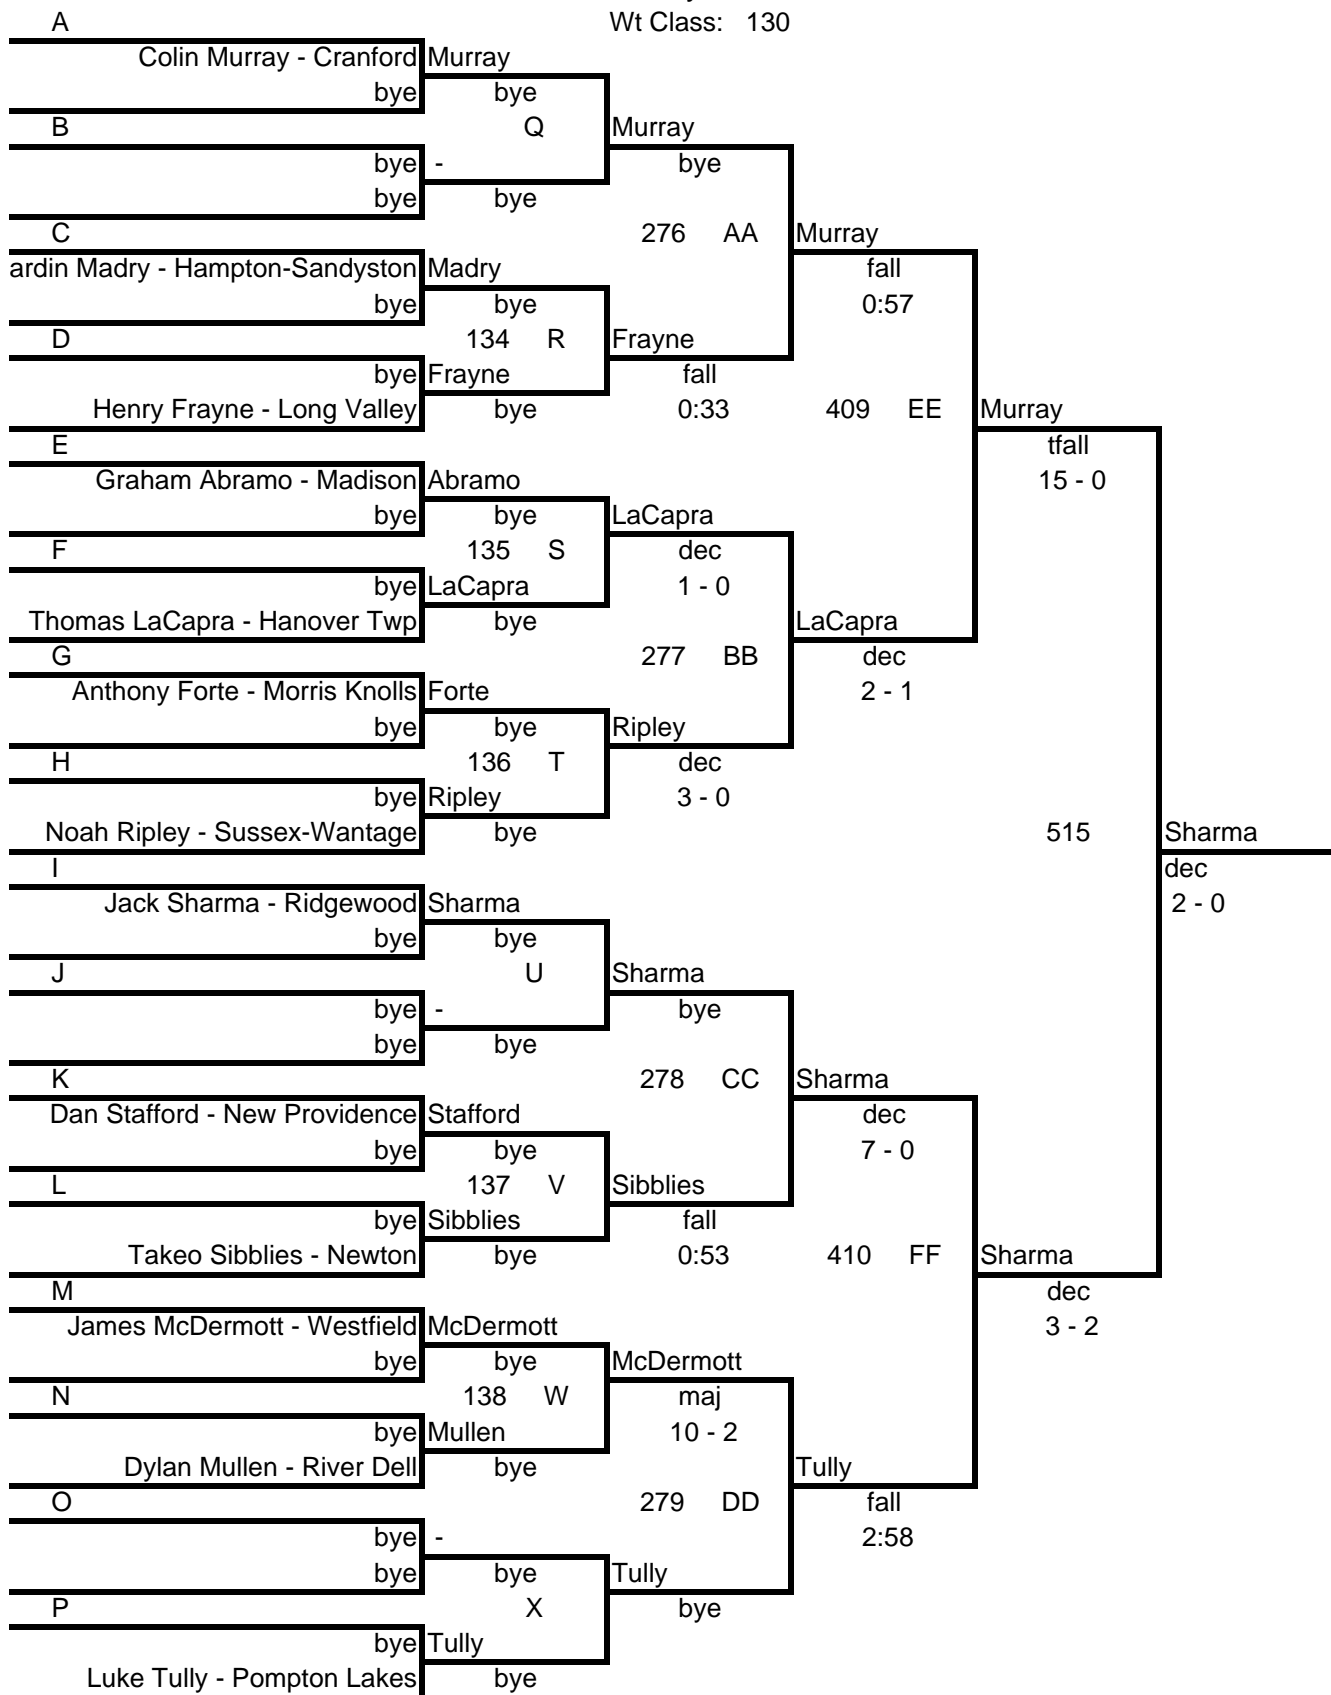 A
Wt Class: 130
Colin Murray - Cranford Murray
bye bye
B Q Murray
bye - bye
bye bye
C 276 AA Murray
ardin Madry - Hampton-Sandyston Madry fall
bye bye 0:57
D 134 R Frayne
bye Frayne fall
Henry Frayne - Long Valley bye 0:33 409 EE Murray
E tfall
Graham Abramo - Madison Abramo 15 - 0
bye bye LaCapra
F 135 S dec
bye LaCapra 1 - 0
Thomas LaCapra - Hanover Twp bye LaCapra
G 277 BB dec
Anthony Forte - Morris Knolls Forte 2 - 1
bye bye Ripley
H 136 T dec
bye Ripley 3 - 0
Noah Ripley - Sussex-Wantage bye 515 Sharma
I dec
Jack Sharma - Ridgewood Sharma 2 - 0
bye bye
J U Sharma
bye - bye
bye bye
K 278 CC Sharma
Dan Stafford - New Providence Stafford dec
bye bye 7 - 0
L 137 V Sibblies
bye Sibblies fall
Takeo Sibblies - Newton bye 0:53 410 FF Sharma
M dec
James McDermott - Westfield McDermott 3 - 2
bye bye McDermott
N 138 W maj
bye Mullen 10 - 2
Dylan Mullen - River Dell bye Tully
O 279 DD fall
bye - 2:58
bye bye Tully
P X bye
bye Tully
Luke Tully - Pompton Lakes bye